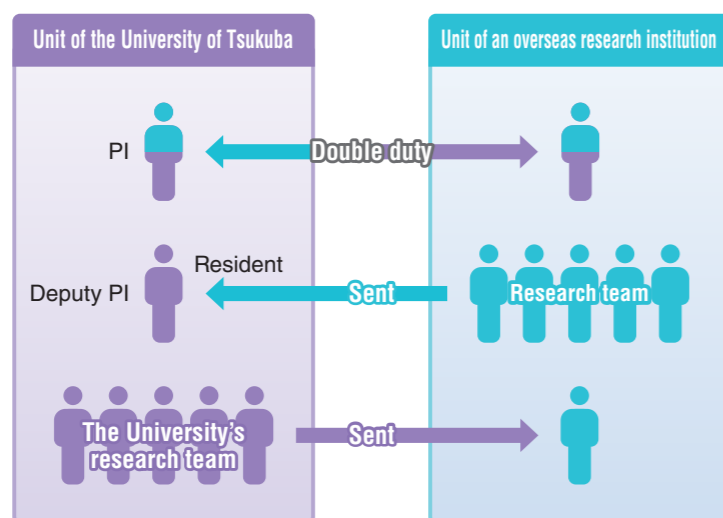 Unit of the University of Tsukuba
Unit of an overseas research institution
PI
Double duty
Resident
Deputy PI
Sent
Research team
The University's
research team
Sent